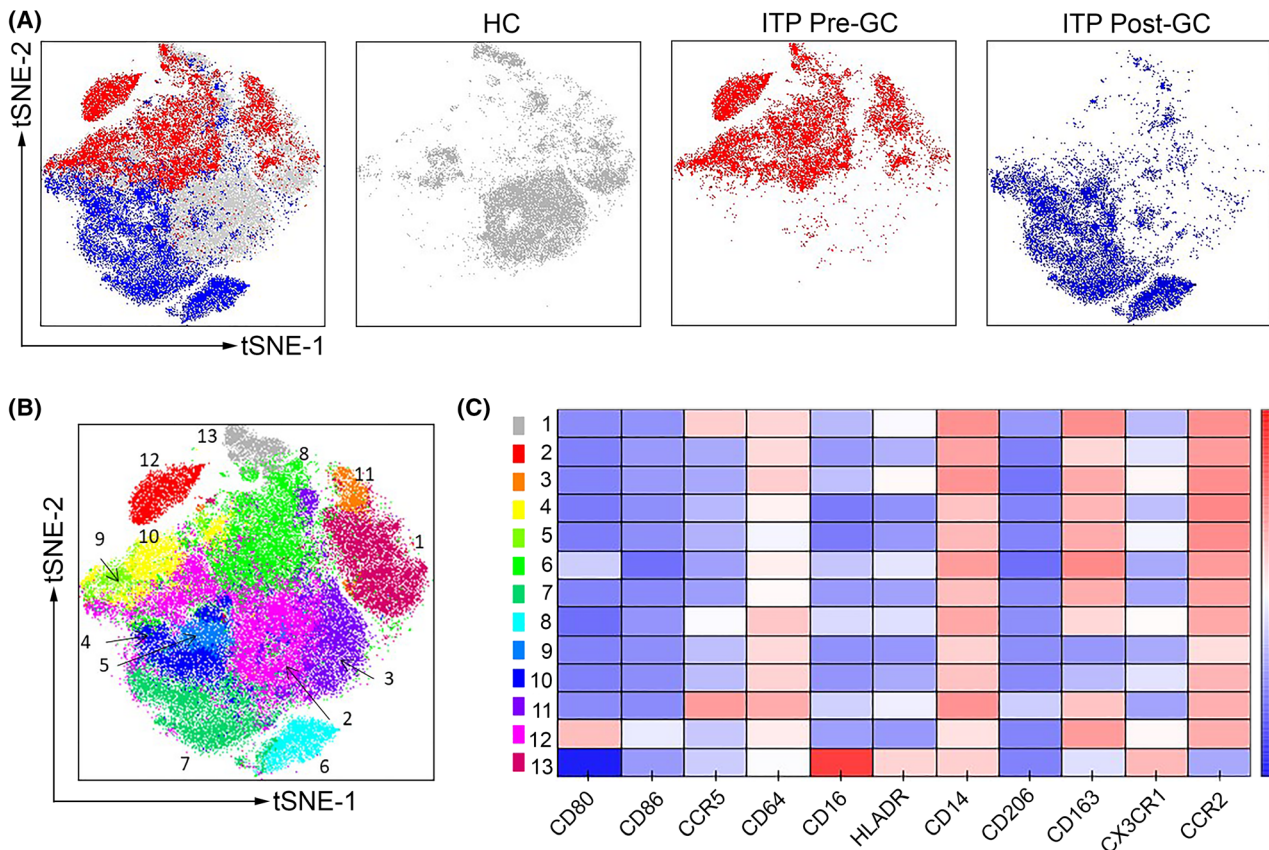 (A)
HC
ITP Pre-GC
ITP Post-GC
tSNE-2
tSNE-1
(B)
13
8
12
11
10
9
1
4
5
3
2
7
6
tSNE-2
tSNE-1
(C)
1
2
3
4
5
6
7
8
9
10
11
12
13
CD80
CD86
CCR5
CD64
CD16
HLADR
CD14
CD206
CD163
CX3CR1
CCR2